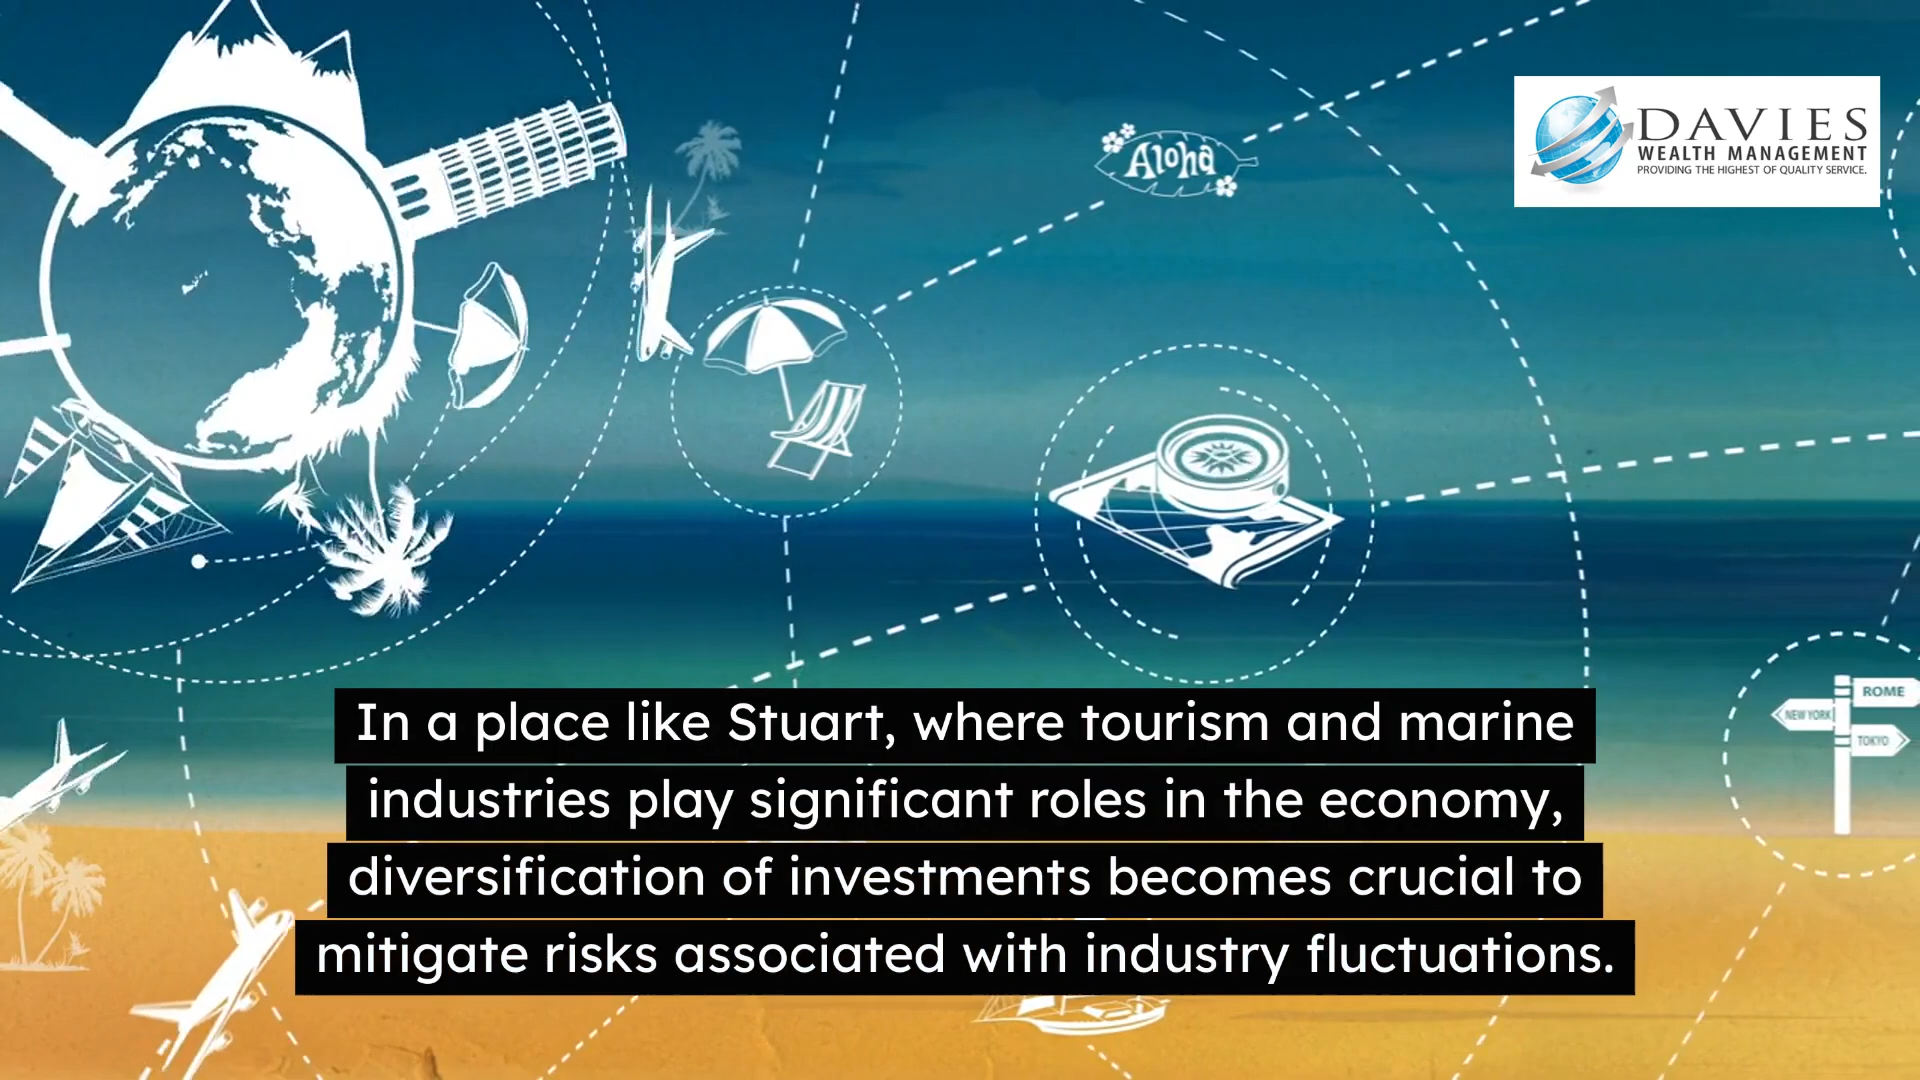 Aloha
DAVIES
WEALTH MANAGEMENT
PROVIDING THE HIGHEST OF QUALITY SERVICE.
ROME
NEW YORK
TOKYO
In a place like Stuart, where tourism and marine
industries play significant roles in the economy,
diversification of investments becomes crucial to
mitigate risks associated with industry fluctuations.